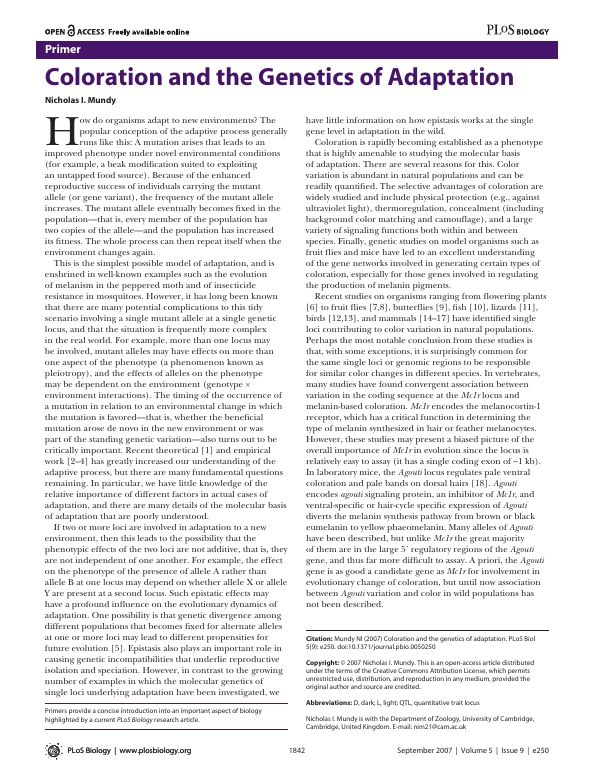 OPEN ACCESS Freely available online
PLoS BIOLOGY
Primer
Coloration and the Genetics of Adaptation
Nicholas I. Mundy
How do organisms adapt to new environments? The
popular conception of the adaptive process generally
runs like this: A mutation arises that leads to an
improved phenotype under novel environmental conditions
(for example, a beak modification suited to exploiting
an untapped food source). Because of the enhanced
reproductive success of individuals carrying the mutant
allele (or gene variant), the frequency of the mutant allele
increases. The mutant allele eventually becomes fixed in the
population—that is, every member of the population has
two copies of the allele—and the population has increased
its fitness. The whole process can then repeat itself when the
environment changes again.
This is the simplest possible model of adaptation, and is
enshrined in well-known examples such as the evolution
of melanism in the peppered moth and of insecticide
resistance in mosquitoes. However, it has long been known
that there are many potential complications to this tidy
scenario involving a single mutant allele at a single genetic
locus, and that the situation is frequently more complex
in the real world. For example, more than one locus may
be involved, mutant alleles may have effects on more than
one aspect of the phenotype (a phenomenon known as
pleiotropy), and the effects of alleles on the phenotype
may be dependent on the environment (genotype ×
environment interactions). The timing of the occurrence of
a mutation in relation to an environmental change in which
the mutation is favored—that is, whether the beneficial
mutation arose de novo in the new environment or was
part of the standing genetic variation—also turns out to be
critically important. Recent theoretical [1] and empirical
work [2–4] has greatly increased our understanding of the
adaptive process, but there are many fundamental questions
remaining. In particular, we have little knowledge of the
relative importance of different factors in actual cases of
adaptation, and there are many details of the molecular basis
of adaptation that are poorly understood.
If two or more loci are involved in adaptation to a new
environment, then this leads to the possibility that the
phenotypic effects of the two loci are not additive, that is, they
are not independent of one another. For example, the effect
on the phenotype of the presence of allele A rather than
allele B at one locus may depend on whether allele X or allele
Y are present at a second locus. Such epistatic effects may
have a profound influence on the evolutionary dynamics of
adaptation. One possibility is that genetic divergence among
different populations that becomes fixed for alternate alleles
at one or more loci may lead to different propensities for
future evolution [5]. Epistasis also plays an important role in
causing genetic incompatibilities that underlie reproductive
isolation and speciation. However, in contrast to the growing
number of examples in which the molecular genetics of
single loci underlying adaptation have been investigated, we
Primers provide a concise introduction into an important aspect of biology
highlighted by a current PLoS Biology research article.
have little information on how epistasis works at the single
gene level in adaptation in the wild.
Coloration is rapidly becoming established as a phenotype
that is highly amenable to studying the molecular basis
of adaptation. There are several reasons for this. Color
variation is abundant in natural populations and can be
readily quantified. The selective advantages of coloration are
widely studied and include physical protection (e.g., against
ultraviolet light), thermoregulation, concealment (including
background color matching and camouflage), and a large
variety of signaling functions both within and between
species. Finally, genetic studies on model organisms such as
fruit flies and mice have led to an excellent understanding
of the gene networks involved in generating certain types of
coloration, especially for those genes involved in regulating
the production of melanin pigments.
Recent studies on organisms ranging from flowering plants
[6] to fruit flies [7,8], butterflies [9], fish [10], lizards [11],
birds [12,13], and mammals [14–17] have identified single
loci contributing to color variation in natural populations.
Perhaps the most notable conclusion from these studies is
that, with some exceptions, it is surprisingly common for
the same single loci or genomic regions to be responsible
for similar color changes in different species. In vertebrates,
many studies have found convergent association between
variation in the coding sequence at the Mc1r locus and
melanin-based coloration. Mc1r encodes the melanocortin-1
receptor, which has a critical function in determining the
type of melanin synthesized in hair or feather melanocytes.
However, these studies may present a biased picture of the
overall importance of Mc1r in evolution since the locus is
relatively easy to assay (it has a single coding exon of ~1 kb).
In laboratory mice, the Agouti locus regulates pale ventral
coloration and pale bands on dorsal hairs [18]. Agouti
encodes agouti signaling protein, an inhibitor of Mc1r, and
ventral-specific or hair-cycle specific expression of Agouti
diverts the melanin synthesis pathway from brown or black
eumelanin to yellow phaeomelanin. Many alleles of Agouti
have been described, but unlike Mc1r the great majority
of them are in the large 5' regulatory regions of the Agouti
gene, and thus far more difficult to assay. A priori, the Agouti
gene is as good a candidate gene as Mc1r for involvement in
evolutionary change of coloration, but until now association
between Agouti variation and color in wild populations has
not been described.
Citation: Mundy NI (2007) Coloration and the genetics of adaptation. PLoS Biol
5(9): e250. doi:10.1371/journal.pbio.0050250
Copyright: © 2007 Nicholas I. Mundy. This is an open-access article distributed
under the terms of the Creative Commons Attribution License, which permits
unrestricted use, distribution, and reproduction in any medium, provided the
original author and source are credited.
Abbreviations: D, dark; L, light; QTL, quantitative trait locus
Nicholas I. Mundy is with the Department of Zoology, University of Cambridge,
Cambridge, United Kingdom. E-mail: nim21@cam.ac.uk
PLoS Biology | www.plosbiology.org
1842
September 2007 | Volume 5 | Issue 9 | e250